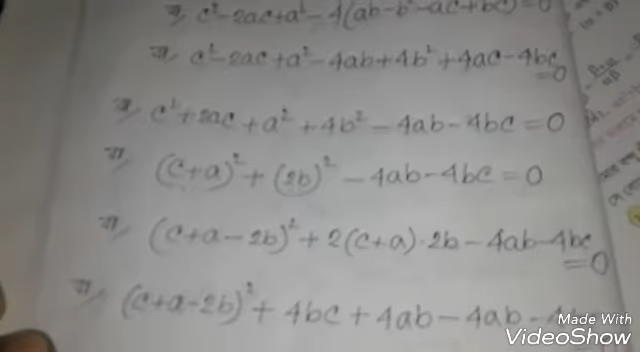 বা, c²-2ac+a²-4(ab-b²-ac+bc)=0
বা, c²-2ac+a²-4ab+4b²+4ac-4bc=0
বা, c²+2ac+a²+4b²-4ab-4bc=0
বা, (c+a)²+(2b)²-4ab-4bc=0
বা, (c+a-2b)²+2(c+a)·2b-4ab-4bc=0
বা, (c+a-2b)²+4bc+4ab-4ab-
Made With
VideoShow